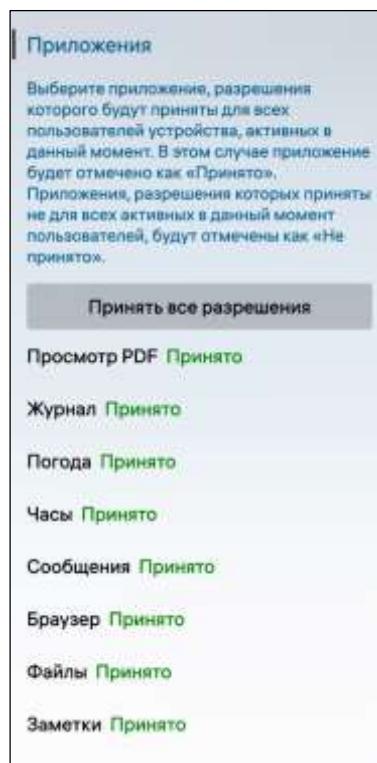 Приложения
Выберите приложение, разрешения
которого будут приняты для всех
пользователей устройства, активных в
данный момент. В этом случае приложение
будет отмечено как «Принято».
Приложения, разрешения которых приняты
не для всех активных в данный момент
пользователей, будут отмечены как «Не
принято».
Принять все разрешения
Просмотр PDF Принято
Журнал Принято
Погода Принято
Часы Принято
Сообщения Принято
Браузер Принято
Файлы Принято
Заметки Принято